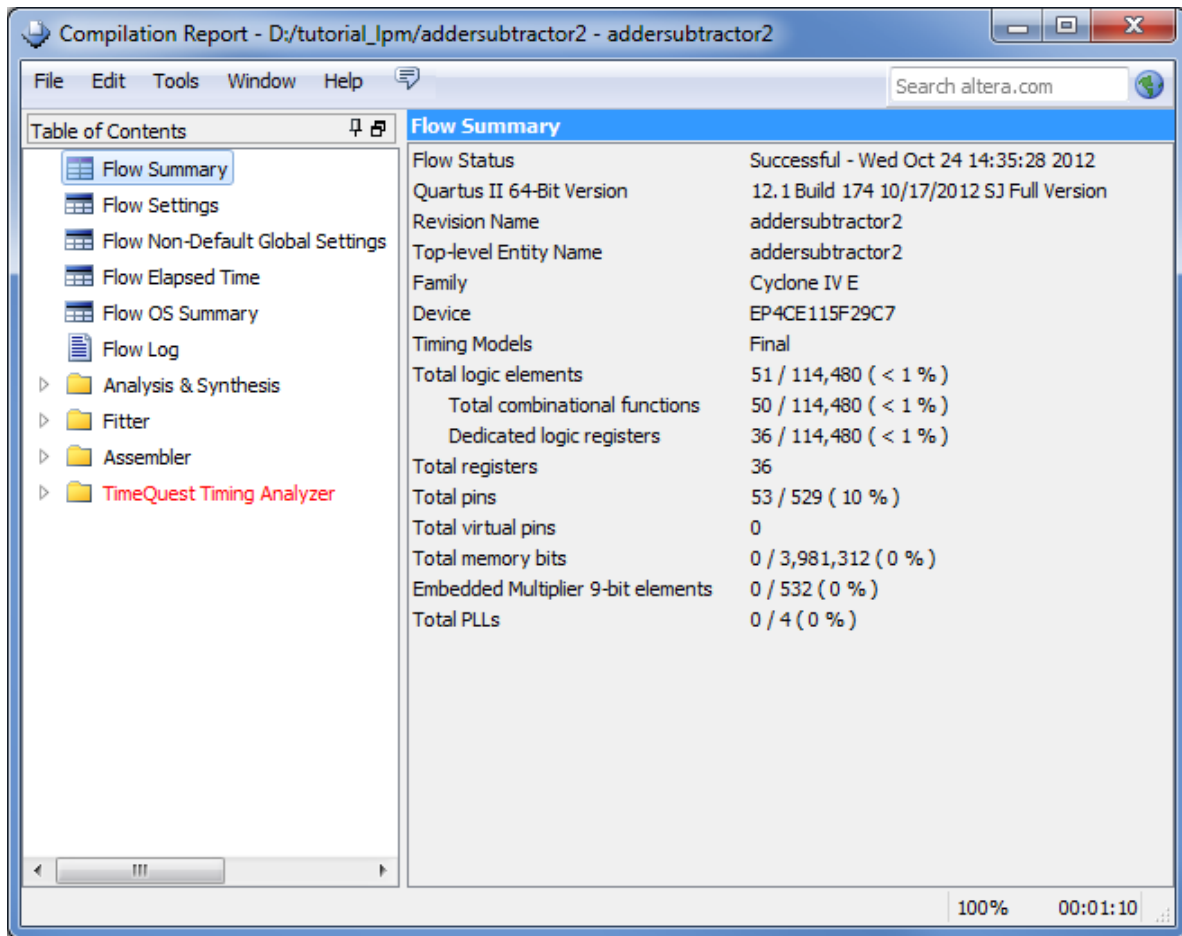 Compilation Report - D:/tutorial_lpm/addersubtractor2 - addersubtractor2
File Edit Tools Window Help
Search altera.com
Table of Contents
Flow Summary
Flow Settings
Flow Non-Default Global Settings
Flow Elapsed Time
Flow OS Summary
Flow Log
Analysis & Synthesis
Fitter
Assembler
TimeQuest Timing Analyzer
Flow Summary
Flow Status Successful - Wed Oct 24 14:35:28 2012
Quartus II 64-Bit Version 12.1 Build 174 10/17/2012 SJ Full Version
Revision Name addersubtractor2
Top-level Entity Name addersubtractor2
Family Cyclone IV E
Device EP4CE115F29C7
Timing Models Final
Total logic elements 51 / 114,480 ( < 1 % )
Total combinational functions 50 / 114,480 ( < 1 % )
Dedicated logic registers 36 / 114,480 ( < 1 % )
Total registers 36
Total pins 53 / 529 ( 10 % )
Total virtual pins 0
Total memory bits 0 / 3,981,312 ( 0 % )
Embedded Multiplier 9-bit elements 0 / 532 ( 0 % )
Total PLLs 0 / 4 ( 0 % )
100% 00:01:10